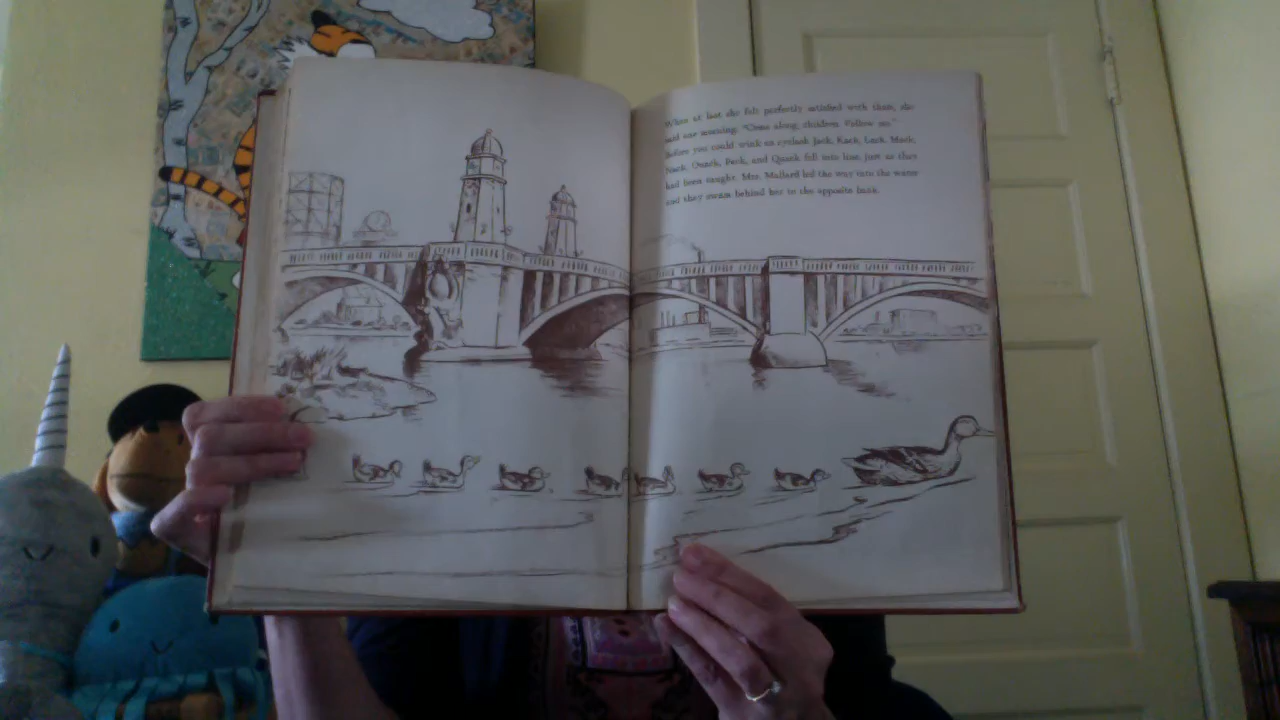 When at last she felt perfectly satisfied with them, she
said one morning: "Come along, children. Follow me."
Before you could wink an eyelash Jack, Kack, Lack, Mack,
Nack, Ouack, Pack, and Quack fell into line, just as they
had been taught. Mrs. Mallard led the way into the water
and they swam behind her to the opposite bank.